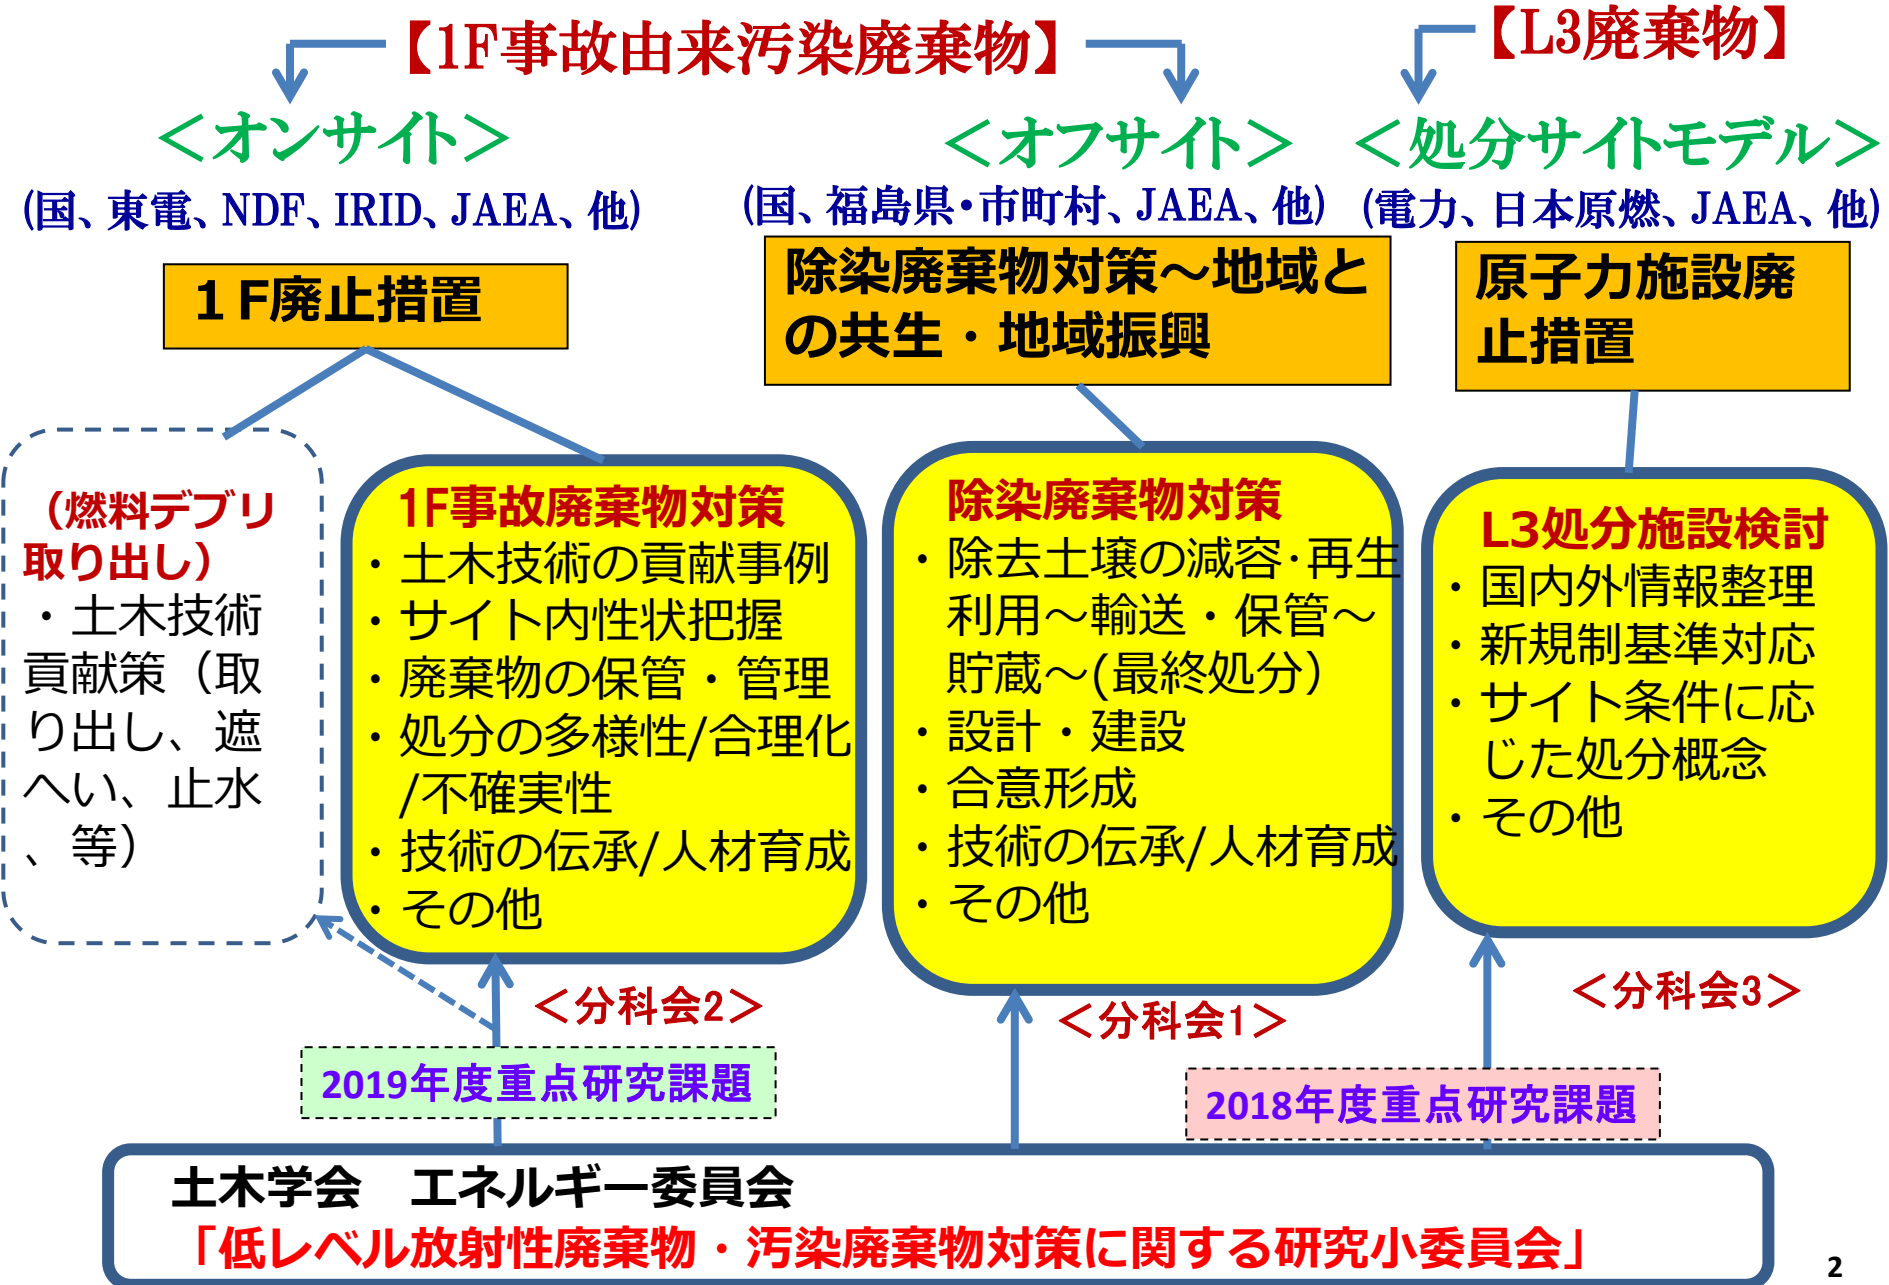 【1F事故由来汚染廃棄物】
【L3廃棄物】
＜オンサイト＞
＜オフサイト＞
＜処分サイトモデル＞
(国、東電、NDF、IRID、JAEA、他)
(国、福島県・市町村、JAEA、他)
(電力、日本原燃、JAEA、他)
１F廃止措置
除染廃棄物対策～地域と
の共生・地域振興
原子力施設廃
止措置
（燃料デブリ
取り出し）
・土木技術
貢献策（取
り出し、遮
へい、止水
、等）
1F事故廃棄物対策
・土木技術の貢献事例
・サイト内性状把握
・廃棄物の保管・管理
・処分の多様性/合理化
/不確実性
・技術の伝承/人材育成
・その他
除染廃棄物対策
・除去土壌の減容・再生
利用～輸送・保管～
貯蔵～(最終処分）
・設計・建設
・合意形成
・技術の伝承/人材育成
・その他
L3処分施設検討
・国内外情報整理
・新規制基準対応
・サイト条件に応
じた処分概念
・その他
＜分科会2＞
＜分科会1＞
＜分科会3＞
2019年度重点研究課題
2018年度重点研究課題
土木学会　エネルギー委員会
「低レベル放射性廃棄物・汚染廃棄物対策に関する研究小委員会」
2